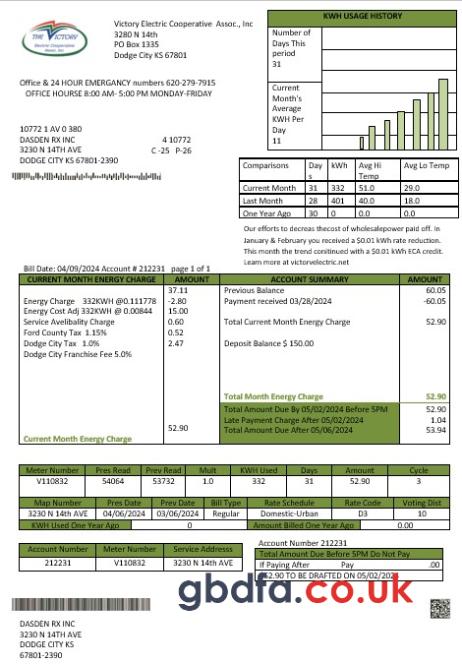 THE VICTORY
Electric Cooperative
Assoc., Inc
Victory Electric Cooperative Assoc., Inc
3280 N 14th
PO Box 1335
Dodge City KS 67801
Office & 24 HOUR EMERGANCY numbers 620-279-7915
OFFICE HOURSE 8:00 AM- 5:00 PM MONDAY-FRIDAY
KWH USAGE HISTORY
Number of
Days This
period
31
Current
Month's
Average
KWH Per
Day
11
10772 1 AV 0 380
DASDEN RX INC 4 10772
3230 N 14TH AVE C -25 P-26
DODGE CITY KS 67801-2390
Comparisons Day s kWh Avg Hi Temp Avg Lo Temp
Current Month 31 332 51.0 29.0
Last Month 28 401 40.0 18.0
One Year Ago 30 0 0.0 0.0
Our efforts to decreas thecost of wholesalepower paid off. In
January & February you received a $0.01 kWh rate reduction.
This month the trend conitinued with a $0.01 kWh ECA credit.
Learn more at victorelectric.net
Bill Date: 04/09/2024 Account # 212231 page 1 of 1
CURRENT MONTH ENERGY CHARGE AMOUNT ACCOUNT SUMMARY AMOUNT
37.11 Previous Balance 60.05
Energy Charge 332KWH @0.111778 -2.80 Payment received 03/28/2024 -60.05
Energy Cost Adj 332KWH @ 0.00844 15.00
Service Avelibality Charge 0.60 Total Current Month Energy Charge 52.90
Ford County Tax 1.15% 0.52
Dodge City Tax 1.0% 2.47 Deposit Balance $ 150.00
Dodge City Franchise Fee 5.0%
Total Month Energy Charge 52.90
Total Amount Due By 05/02/2024 Before 5PM 52.90
Late Payment Charge After 05/02/2024 1.04
Total Amount Due After 05/06/2024 53.94
52.90
Current Month Energy Charge
Meter Number Pres Read Prev Read Mult KWH Used Days Amount Cycle
V110832 54064 53732 1.0 332 31 52.90 3
Map Number Pres Date Prev Date Bill Type Rate Schedule Rate Code Voting Dist
3230 N 14TH AVE 04/06/2024 03/06/2024 Regular Domestic-Urban D3 10
KWH Used One Year Ago 0 Amount Billed One Year Ago 0.00
Account Number 212231
Account Number Meter Number Service Addresss
212231 V110832 3230 N 14TH AVE
Total Amount Due Before 5PM Do Not Pay
If Paying After Pay .00
$52.90 TO BE DRAFTED ON 05/02/2024
gbdfa.co.uk
DASDEN RX INC
3230 N 14TH AVE
DODGE CITY KS
67801-2390